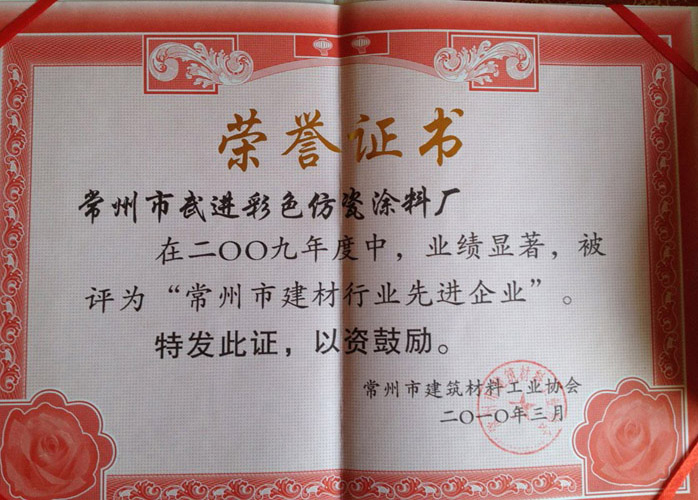 荣誉证书
常州市武进彩色仿瓷涂料厂
在二〇〇九年度中，业绩显著，被
评为“常州市建材行业先进企业”。
特发此证，以资鼓励。
常州市建筑材料工业协会
二〇一〇年三月